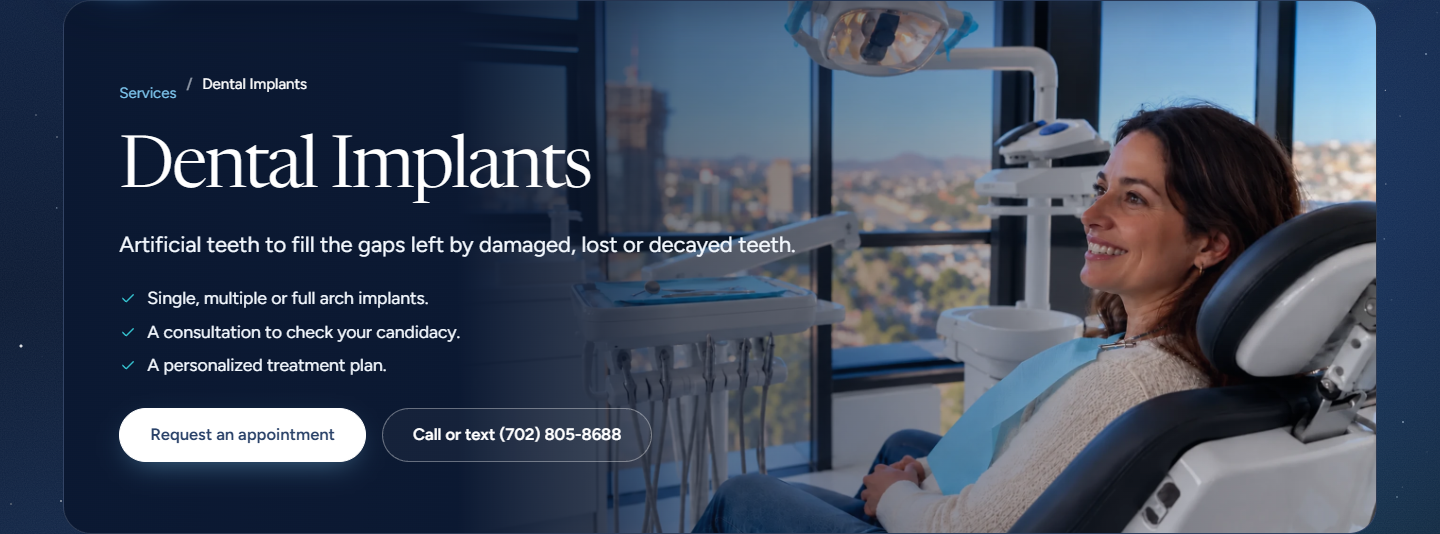 Services / Dental Implants
Dental Implants
Artificial teeth to fill the gaps left by damaged, lost or decayed teeth.
Single, multiple or full arch implants.
A consultation to check your candidacy.
A personalized treatment plan.
Request an appointment
Call or text (702) 805-8688